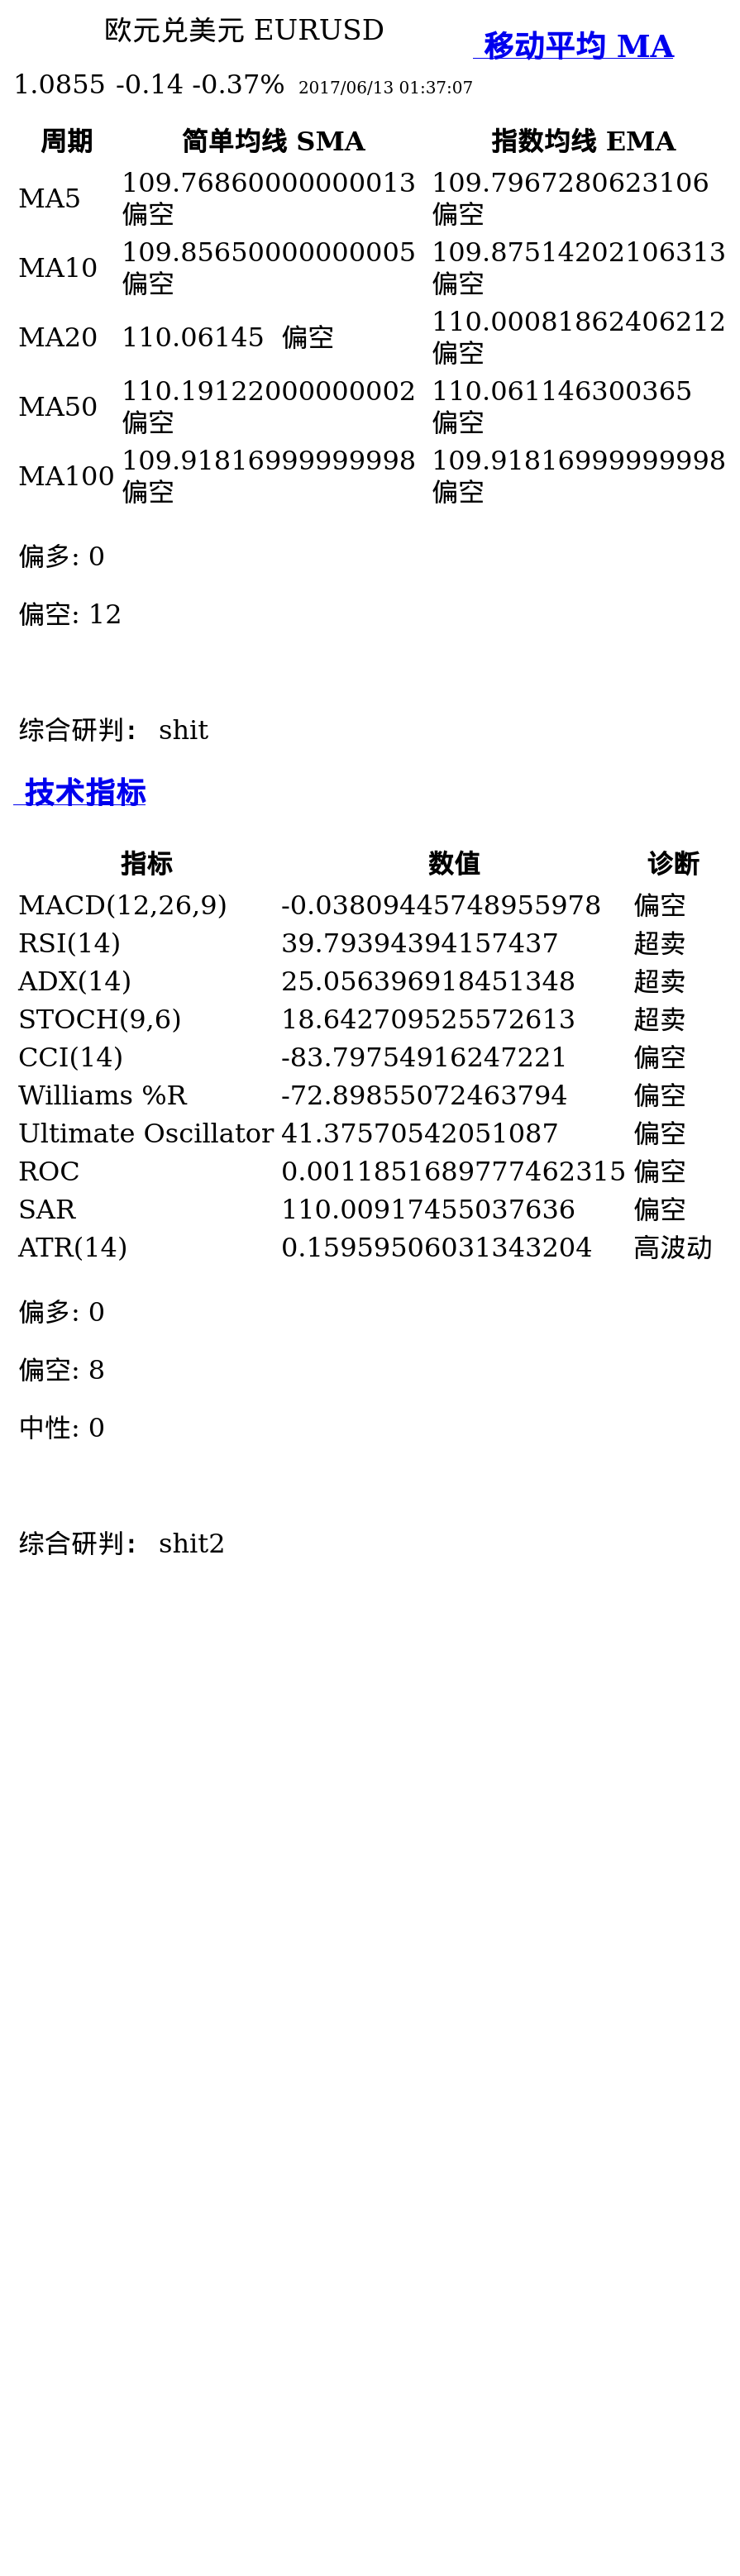 欧元兑美元 EURUSD
移动平均 MA
1.0855 -0.14 -0.37% 2017/06/13 01:37:07
周期 简单均线 SMA 指数均线 EMA
MA5 109.76860000000013 偏空 109.7967280623106 偏空
MA10 109.85650000000005 偏空 109.87514202106313 偏空
MA20 110.06145 偏空 110.00081862406212 偏空
MA50 110.19122000000002 偏空 110.061146300365 偏空
MA100 109.91816999999998 偏空 109.91816999999998 偏空
偏多: 0
偏空: 12
综合研判： shit
技术指标
指标 数值 诊断
MACD(12,26,9) -0.03809445748955978 偏空
RSI(14) 39.79394394157437 超卖
ADX(14) 25.056396918451348 超卖
STOCH(9,6) 18.642709525572613 超卖
CCI(14) -83.79754916247221 偏空
Williams %R -72.89855072463794 偏空
Ultimate Oscillator 41.37570542051087 偏空
ROC 0.0011851689777462315 偏空
SAR 110.00917455037636 偏空
ATR(14) 0.15959506031343204 高波动
偏多: 0
偏空: 8
中性: 0
综合研判： shit2